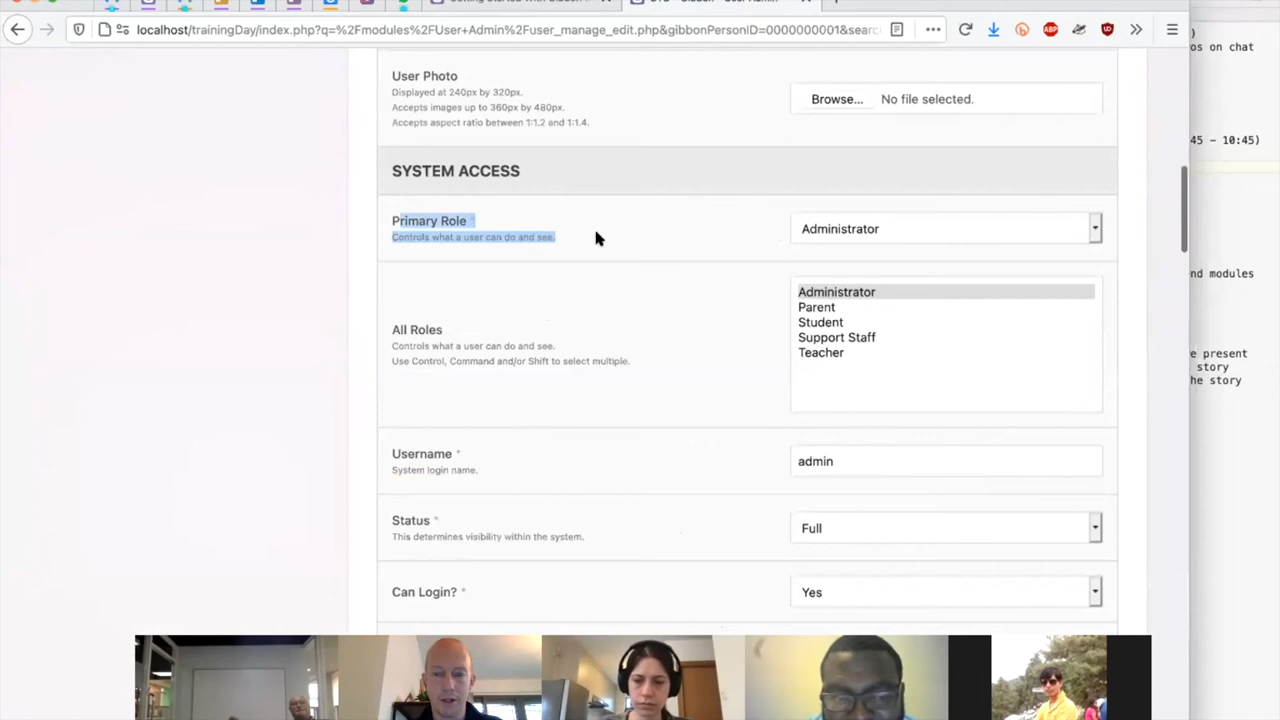 localhost/trainingDay/index.php?q=%2Fmodules%2FUser+Admin%2Fuser_manage_edit.php&gibbonPersonID=0000000001&searc
)
os on chat
User Photo
Displayed at 240px by 320px.
Accepts images up to 360px by 480px.
Accepts aspect ratio between 1:1.2 and 1:1.4.
Browse... No file selected.
45 - 10:45)
SYSTEM ACCESS
Primary Role *
Controls what a user can do and see.
Administrator
nd modules
All Roles
Controls what a user can do and see.
Use Control, Command and/or Shift to select multiple.
Administrator
Parent
Student
Support Staff
Teacher
e present
story
he story
Username *
System login name.
admin
Status *
This determines visibility within the system.
Full
Can Login? *
Yes
ABP